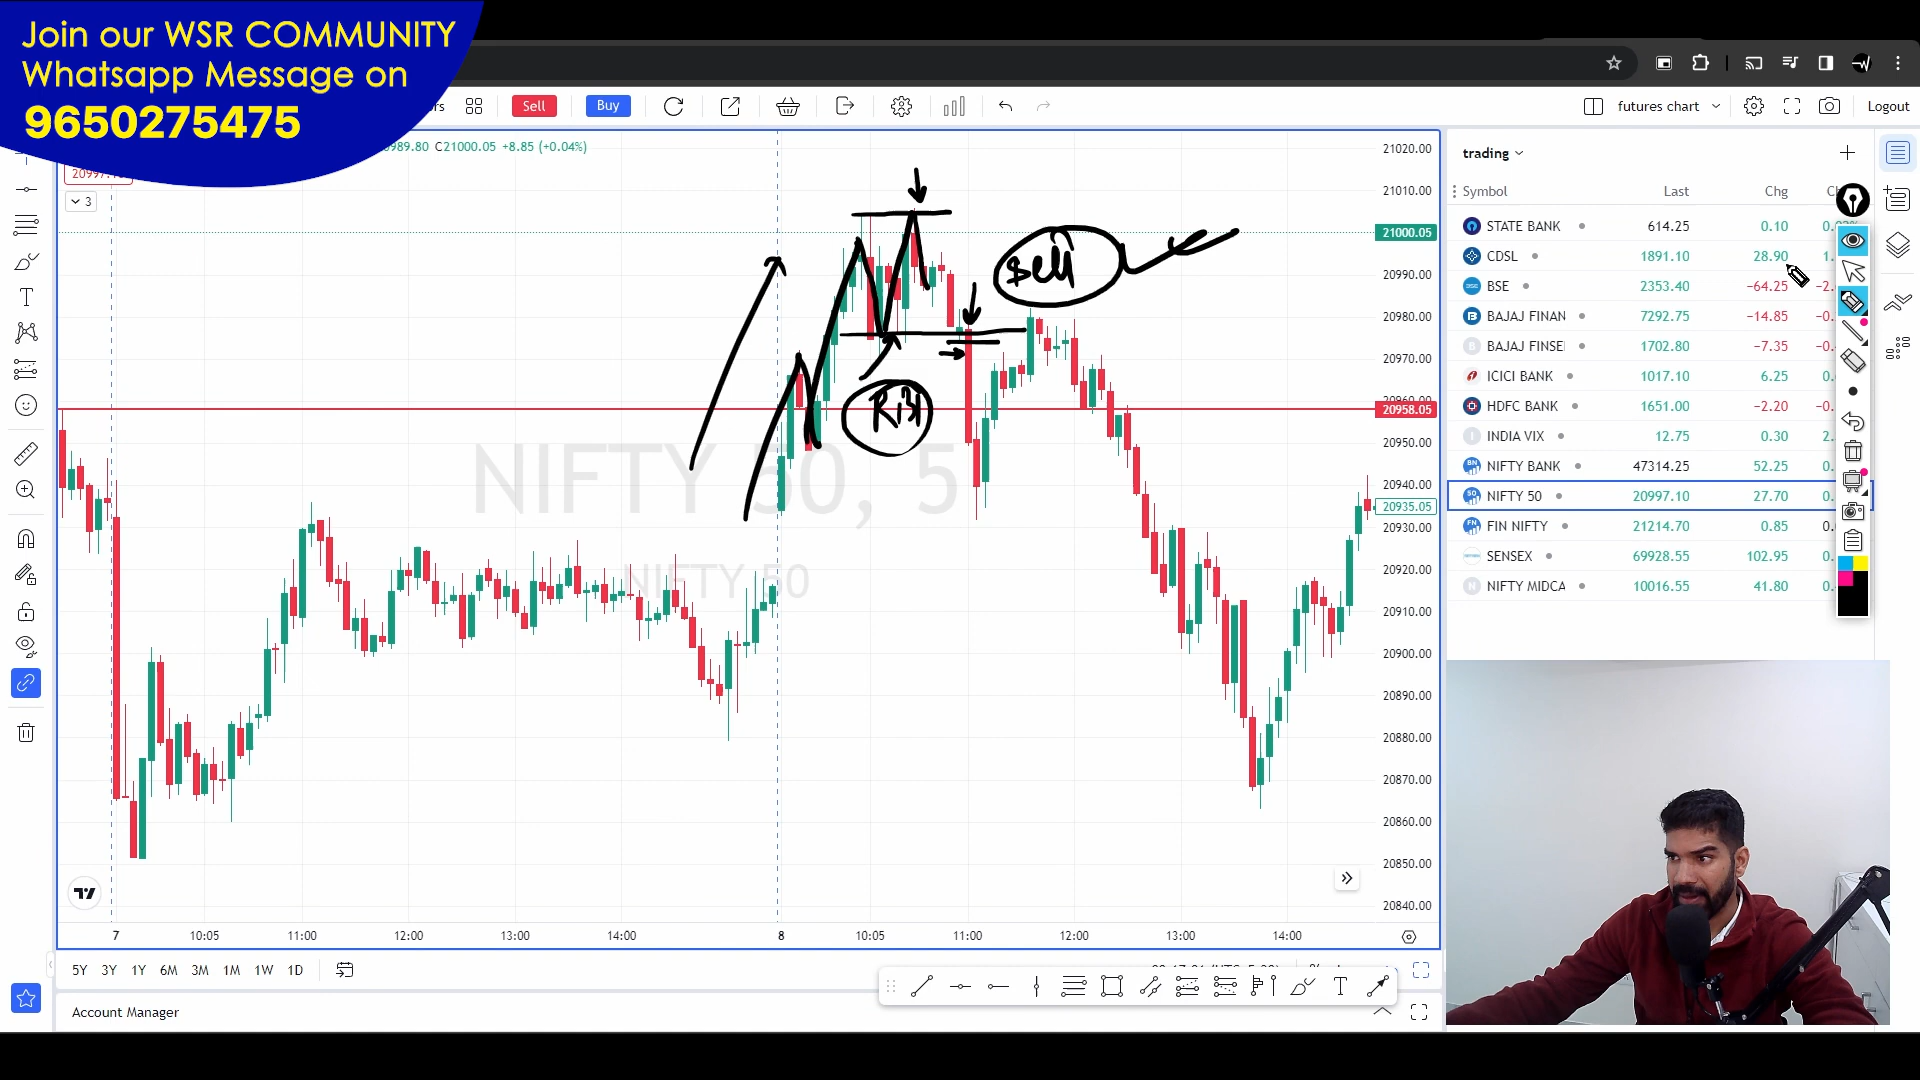 Join our WSR COMMUNITY
Whatsapp Message on
9650275475
Sell
Buy
futures chart
Logout
989.80 C21000.05 +8.85 (+0.04%)
3
NIFTY 50, 5
NIFTY 50
Sell
21020.00
21010.00
21000.05
20990.00
20980.00
20970.00
20958.05
20950.00
20940.00
20935.05
20930.00
20920.00
20910.00
20900.00
20890.00
20880.00
20870.00
20860.00
20850.00
20840.00
7 10:05 11:00 12:00 13:00 14:00 8 10:05 11:00 12:00 13:00 14:00
5Y 3Y 1Y 6M 3M 1M 1W 1D
Account Manager
trading
Symbol Last Chg
STATE BANK 614.25 0.10
CDSL 1891.10 28.90
BSE 2353.40 −64.25
BAJAJ FINAN 7292.75 −14.85
BAJAJ FINSE 1702.80 −7.35
ICICI BANK 1017.10 6.25
HDFC BANK 1651.00 −2.20
INDIA VIX 12.75 0.30
NIFTY BANK 47314.25 52.25
NIFTY 50 20997.10 27.70
FIN NIFTY 21214.70 0.85
SENSEX 69928.55 102.95
NIFTY MIDCA 10016.55 41.80